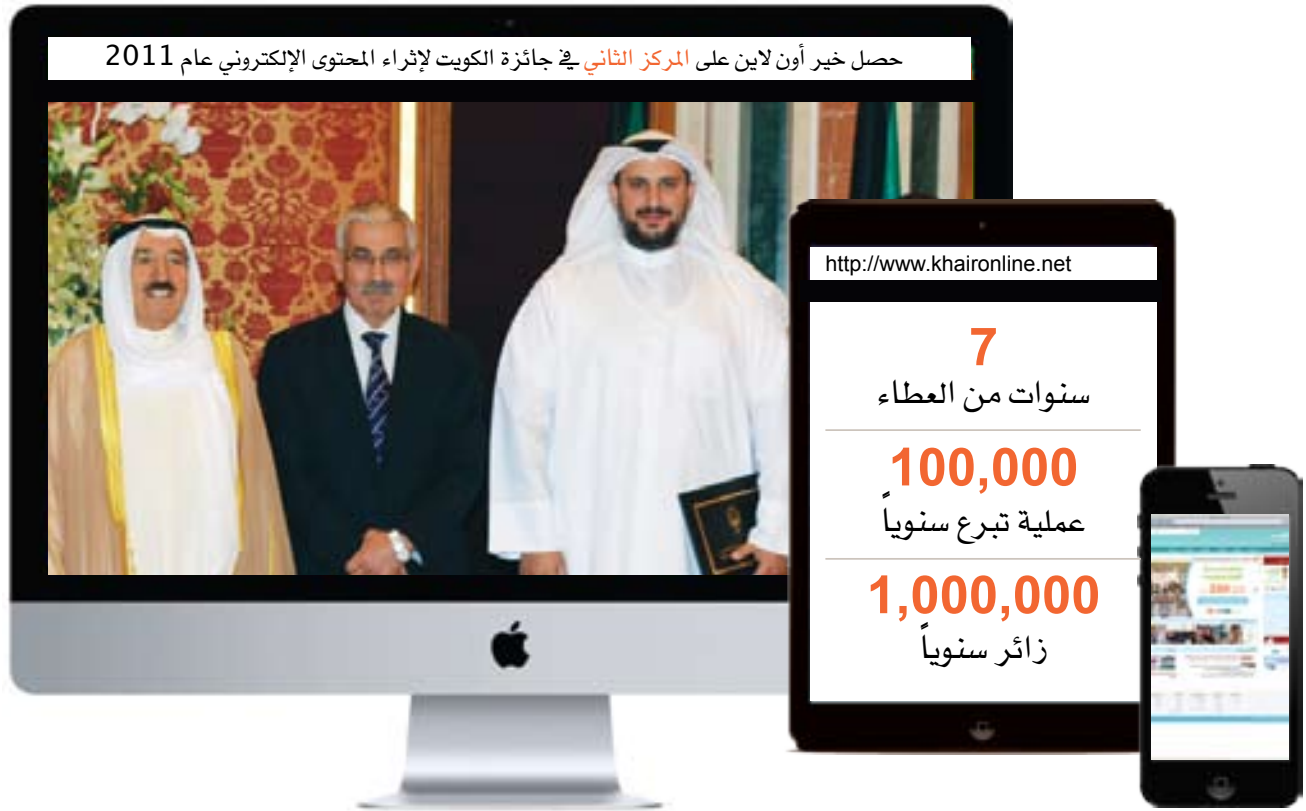 حصل خير أون لاين على المركز الثاني في جائزة الكويت لإثراء المحتوى الإلكتروني عام 2011
http://www.khaironline.net
7
سنوات من العطاء
100,000
عملية تبرع سنوياً
1,000,000
زائر سنوياً